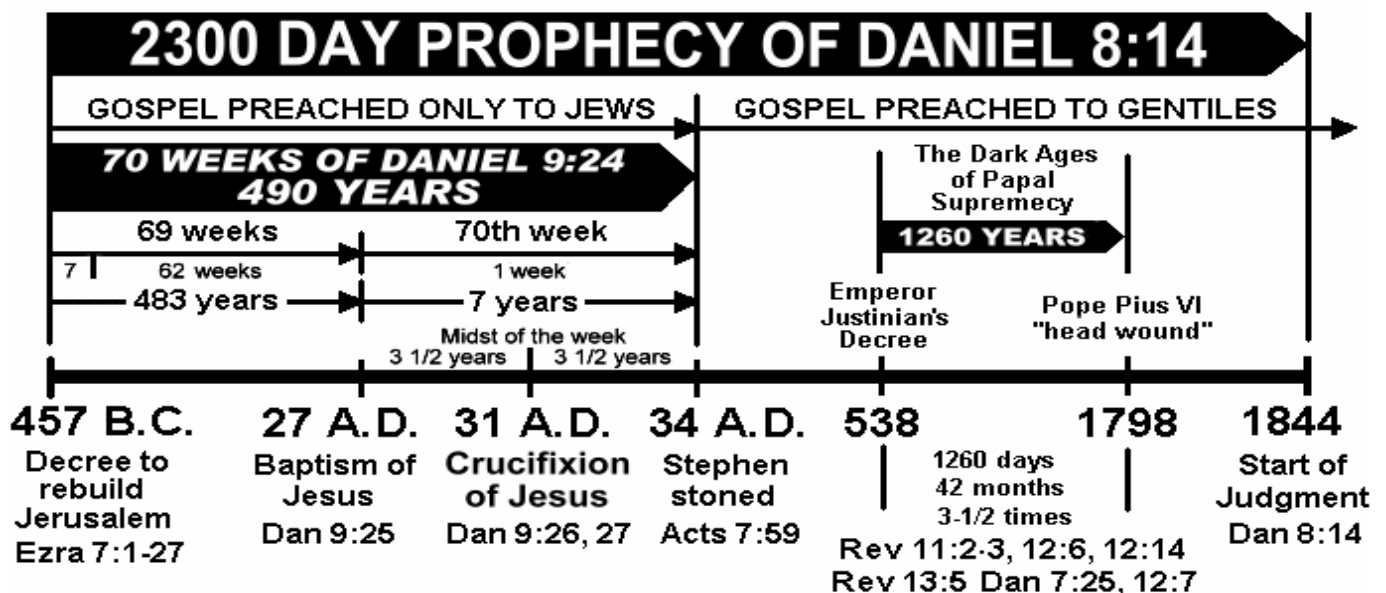 2300 DAY PROPHECY OF DANIEL 8:14
GOSPEL PREACHED ONLY TO JEWS
GOSPEL PREACHED TO GENTILES
70 WEEKS OF DANIEL 9:24
490 YEARS
69 weeks
70th week
7
62 weeks
1 week
483 years
7 years
Midst of the week
3 1/2 years
3 1/2 years
The Dark Ages
of Papal
Supremecy
1260 YEARS
Emperor
Justinian's
Decree
Pope Pius VI
"head wound"
457 B.C.
Decree to
rebuild
Jerusalem
Ezra 7:1-27
27 A.D.
Baptism of
Jesus
Dan 9:25
31 A.D.
Crucifixion
of Jesus
Dan 9:26, 27
34 A.D.
Stephen
stoned
Acts 7:59
538
1798
1260 days
42 months
3-1/2 times
Rev 11:2-3, 12:6, 12:14
Rev 13:5 Dan 7:25, 12:7
1844
Start of
Judgment
Dan 8:14